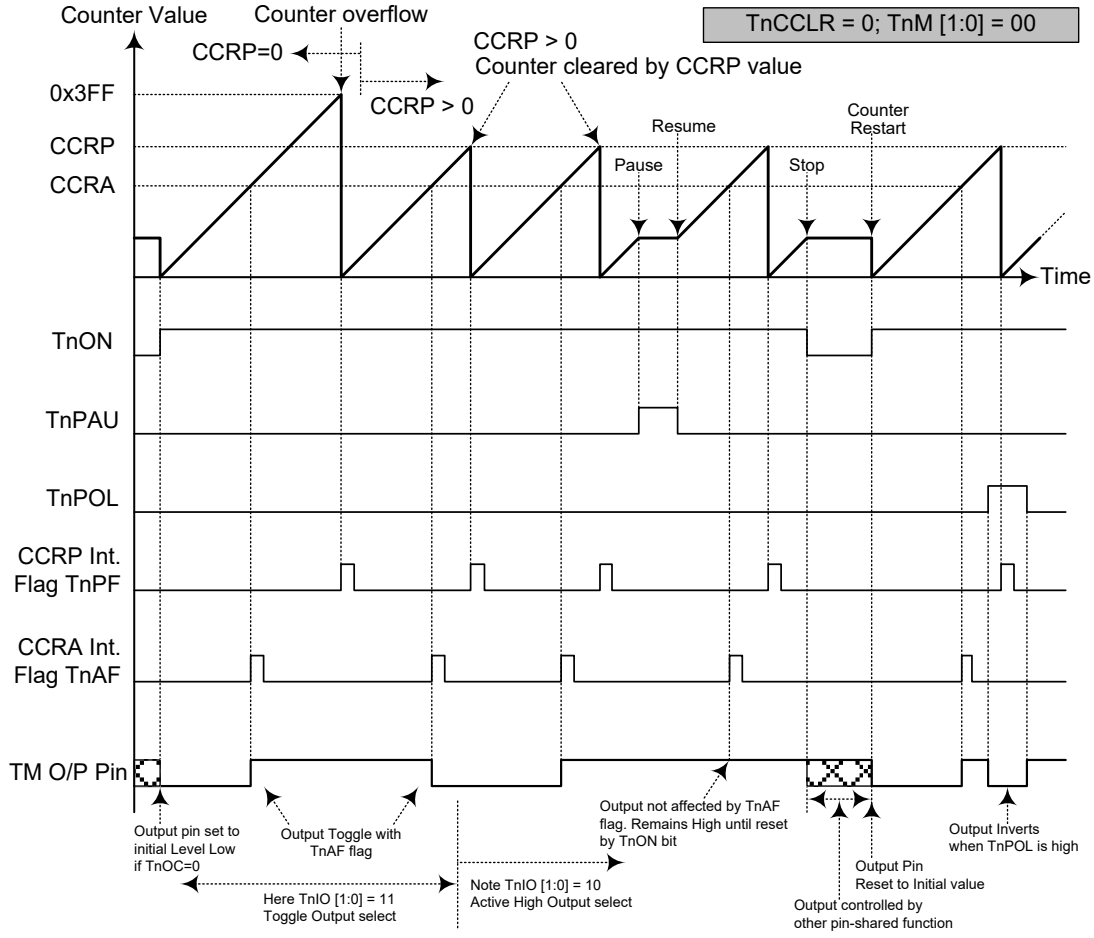 Counter Value
Counter overflow
TnCCLR = 0; TnM [1:0] = 00
CCRP=0
CCRP > 0
CCRP > 0
Counter cleared by CCRP value
0x3FF
CCRP
CCRA
Pause
Resume
Stop
Counter
Restart
Time
TnON
TnPAU
TnPOL
CCRP Int.
Flag TnPF
CCRA Int.
Flag TnAF
TM O/P Pin
Output pin set to
initial Level Low
if TnOC=0
Output Toggle with
TnAF flag
Output not affected by TnAF
flag. Remains High until reset
by TnON bit
Output Inverts
when TnPOL is high
Output Pin
Reset to Initial value
Here TnIO [1:0] = 11
Toggle Output select
Note TnIO [1:0] = 10
Active High Output select
Output controlled by
other pin-shared function